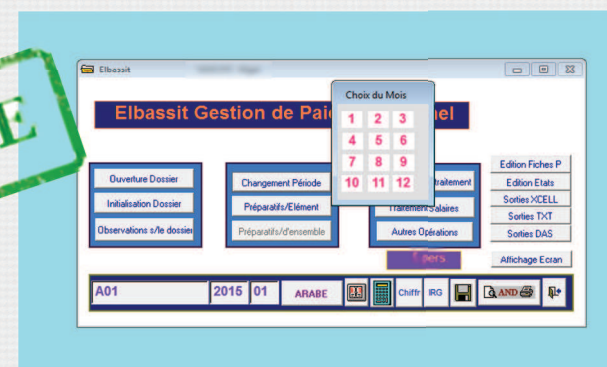 Elbassit
Choix du Mois
Elbassit Gestion de Pai nel
1 2 3
4 5 6
7 8 9
10 11 12
Ouverture Dossier
Initialisation Dossier
Observations s/le dossier
Changement Période
Préparatifs/Elément
Préparatifs/d'ensemble
traitement
Traitement Salaires
Autres Opérations
Edition Fiches P
Edition Etats
Sorties XCELL
Sorties TXT
Sorties DAS
Affichage Ecran
A01 2015 01 ARABE Chiffr IRG AND
E